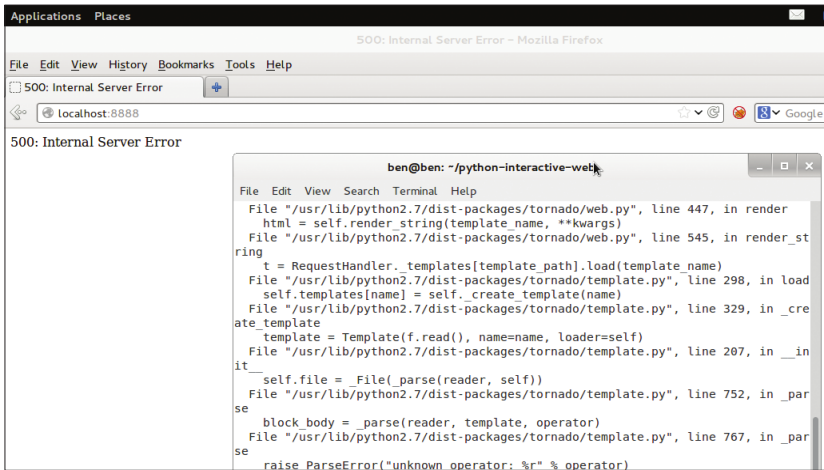 Applications Places
500: Internal Server Error - Mozilla Firefox
File Edit View History Bookmarks Tools Help
500: Internal Server Error
localhost:8888
Google
500: Internal Server Error
ben@ben: ~/python-interactive-web
File Edit View Search Terminal Help
File "/usr/lib/python2.7/dist-packages/tornado/web.py", line 447, in render
html = self.render_string(template_name, **kwargs)
File "/usr/lib/python2.7/dist-packages/tornado/web.py", line 545, in render_st
ring
t = RequestHandler._templates[template_path].load(template_name)
File "/usr/lib/python2.7/dist-packages/tornado/template.py", line 298, in load
self.templates[name] = self._create_template(name)
File "/usr/lib/python2.7/dist-packages/tornado/template.py", line 329, in _cre
ate_template
template = Template(f.read(), name=name, loader=self)
File "/usr/lib/python2.7/dist-packages/tornado/template.py", line 207, in __in
it__
self.file = _File(_parse(reader, self))
File "/usr/lib/python2.7/dist-packages/tornado/template.py", line 752, in _par
se
block_body = _parse(reader, template, operator)
File "/usr/lib/python2.7/dist-packages/tornado/template.py", line 767, in _par
se
raise ParseError("unknown operator: %r" % operator)